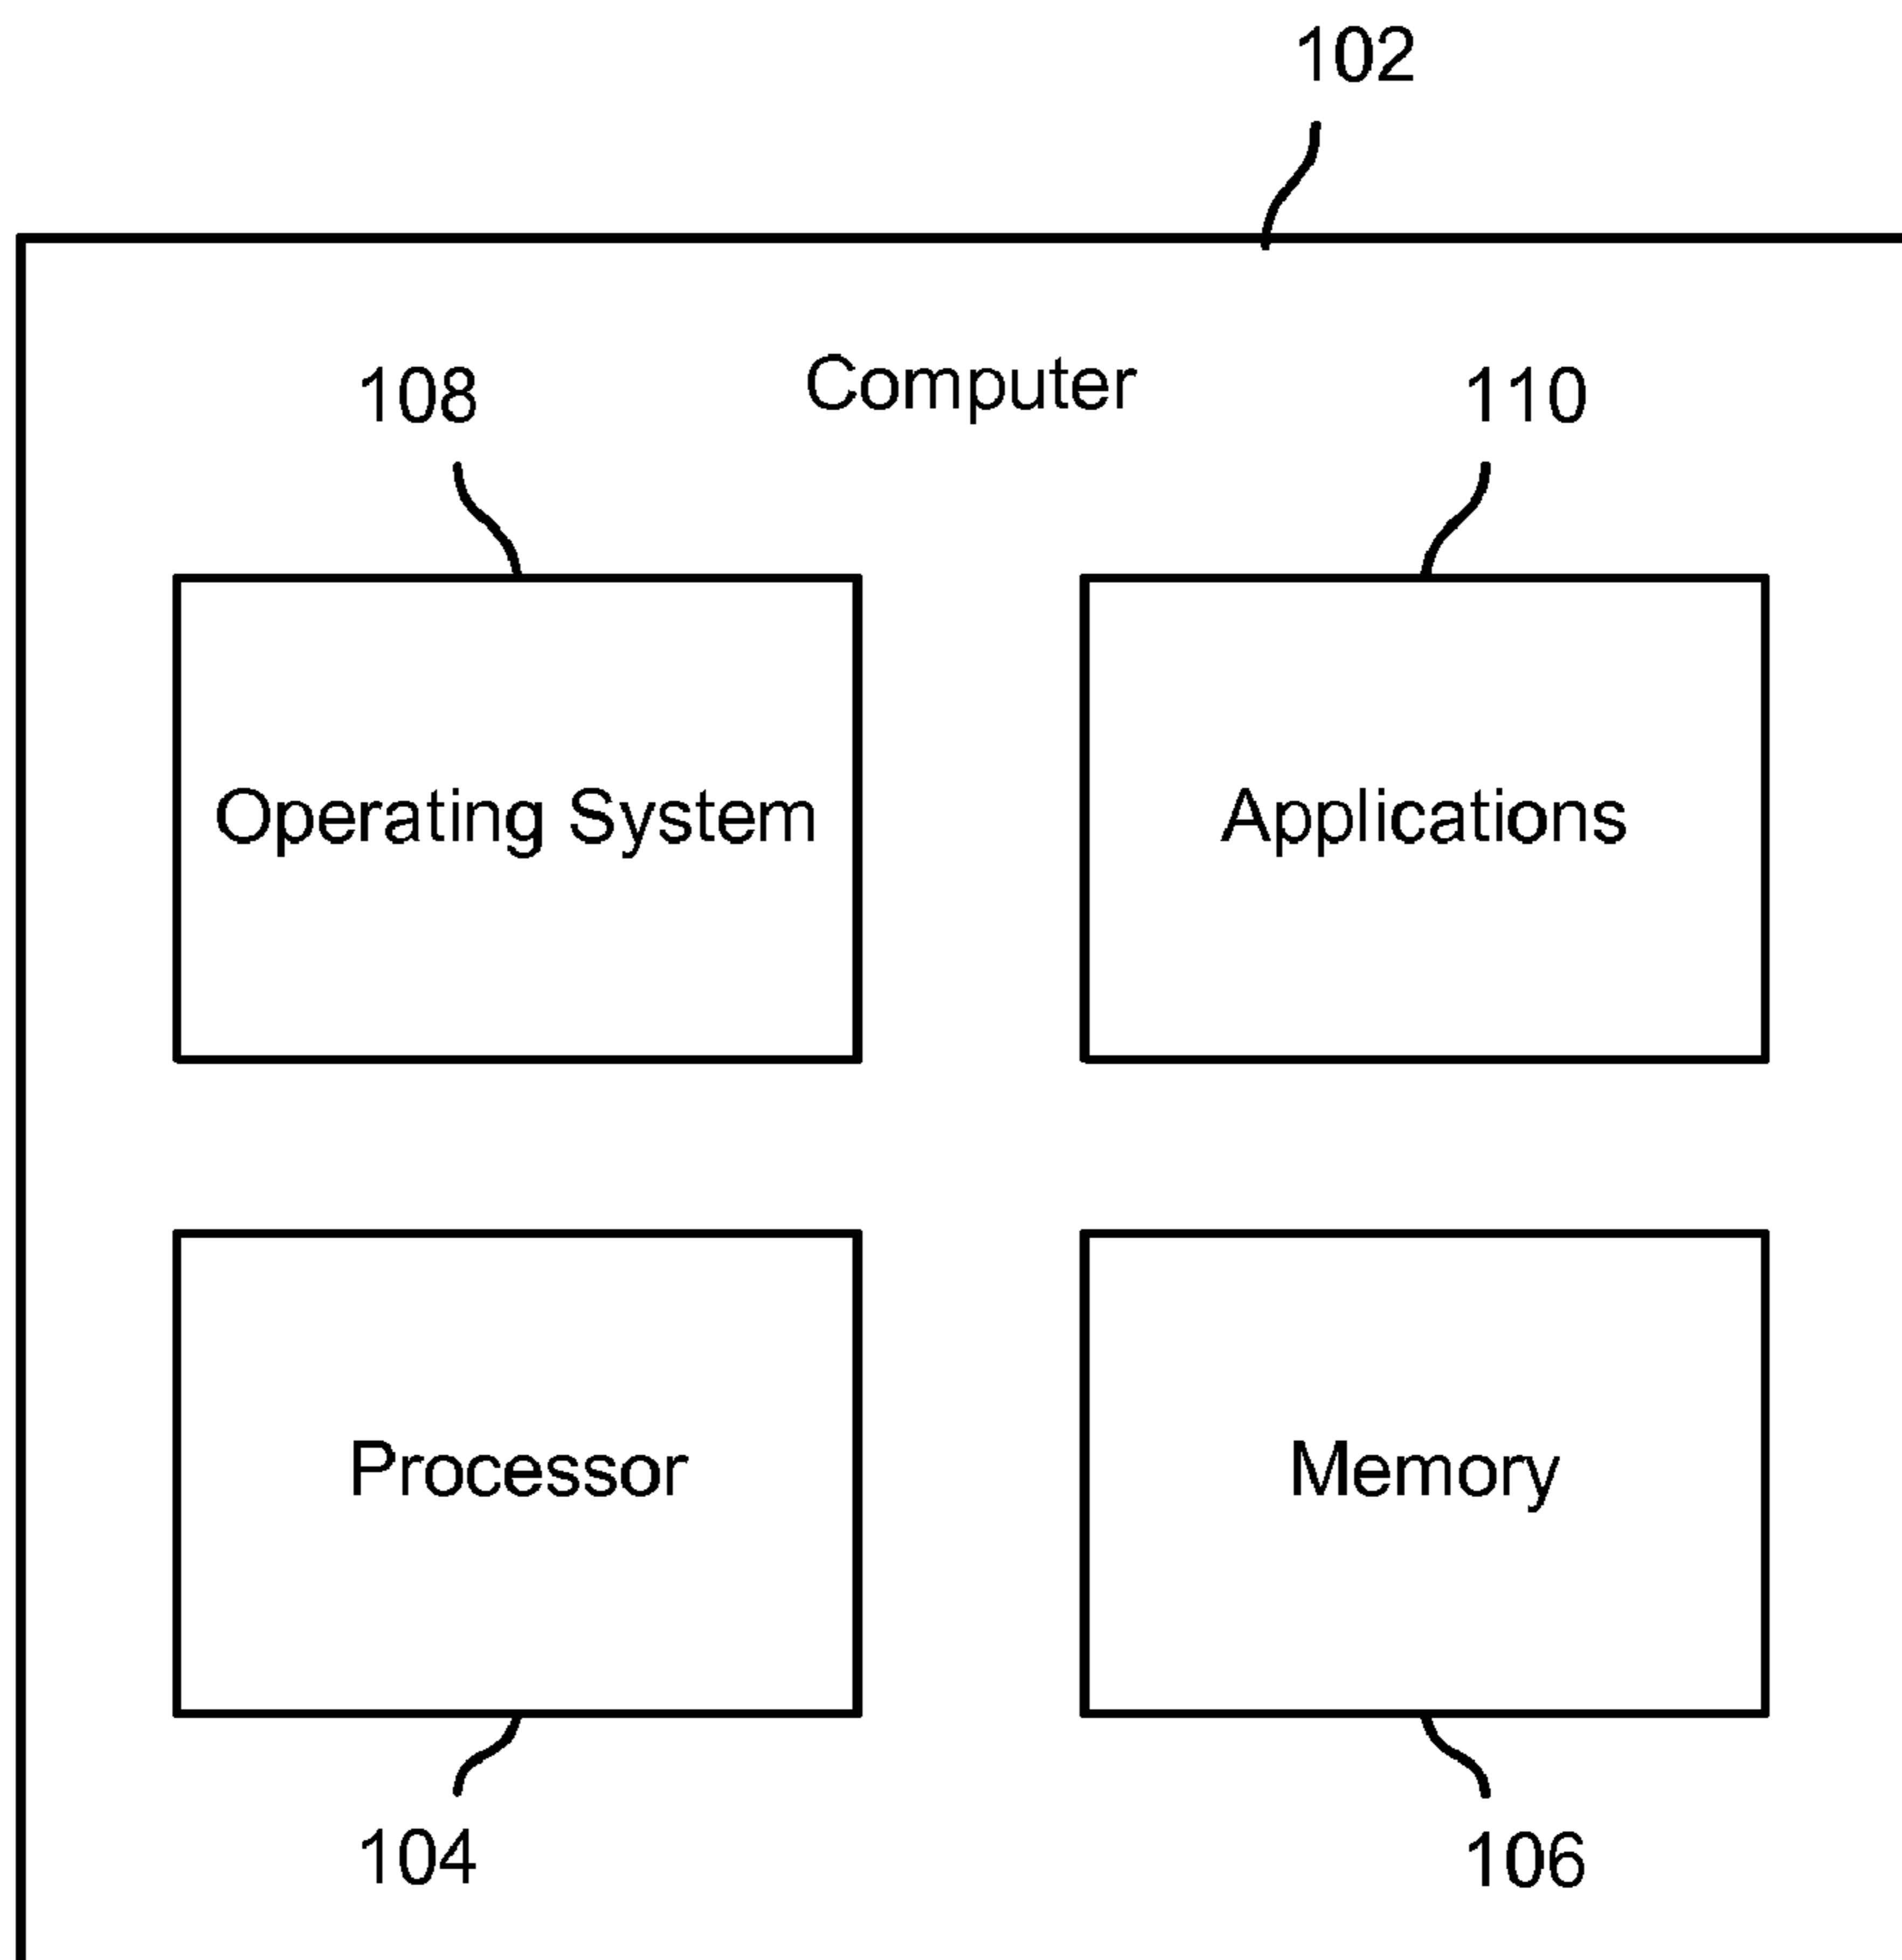 102
Computer
108
110
Operating System
Applications
Processor
Memory
104
106